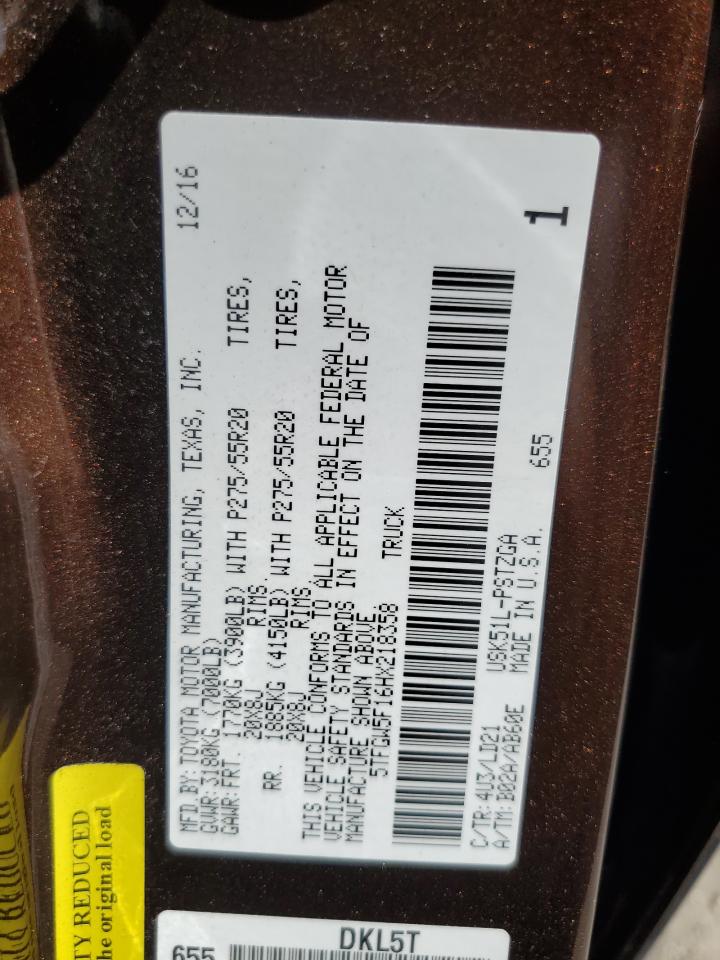 MFD BY: TOYOTA MOTOR MANUFACTURING, TEXAS, INC. 12/16
GVWR: 3180KG (7000LB)
GAWR: FRT. 1770KG (3900LB) WITH P275/55R20 TIRES,
20X8J RIMS.
RR. 1885KG (4150LB) WITH P275/55R20 TIRES,
20X8J RIMS.
THIS VEHICLE CONFORMS TO ALL APPLICABLE FEDERAL MOTOR
VEHICLE SAFETY STANDARDS IN EFFECT ON THE DATE OF
MANUFACTURE SHOWN ABOVE.
5TFGW5F16HX218358 TRUCK
C/TR: 4U3/LD21 USK51L-PSTZGA 655
A/TM: B02A/AB60E MADE IN U.S.A.
1
TY REDUCED
he original load
655 DKL5T